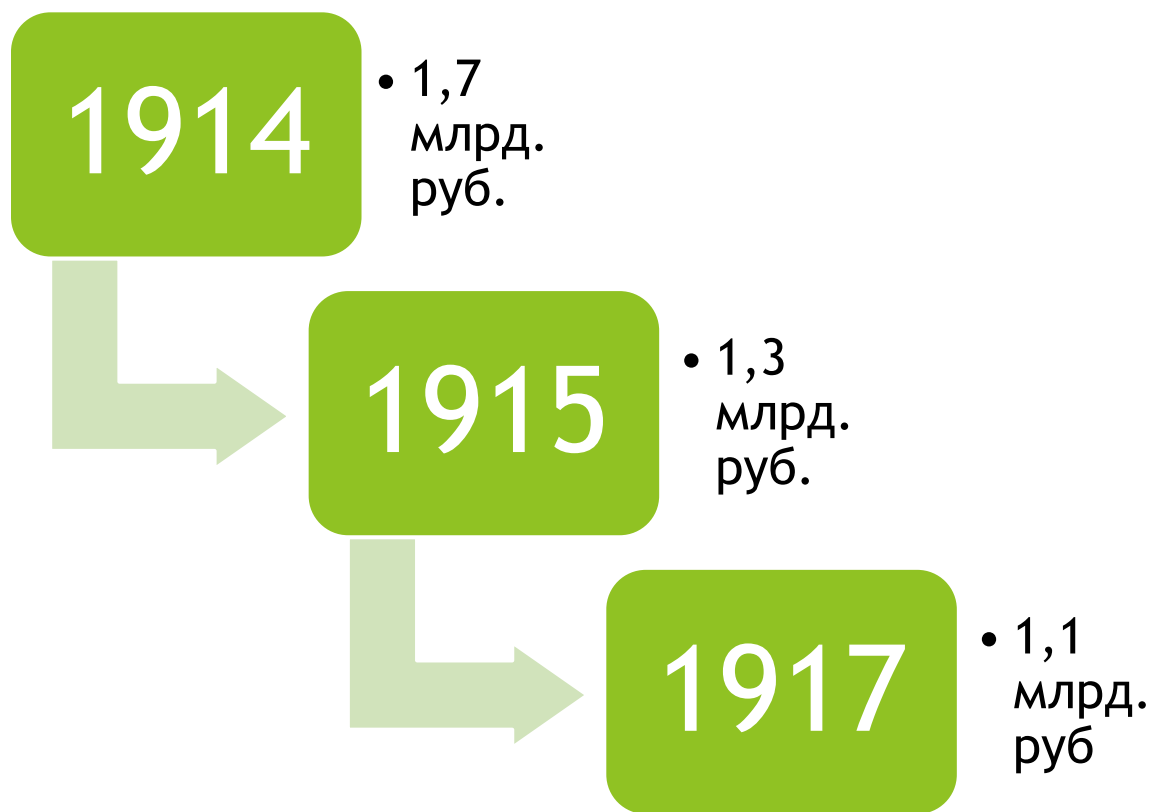 1914
• 1,7
млрд.
руб.
1915
• 1,3
млрд.
руб.
1917
• 1,1
млрд.
руб